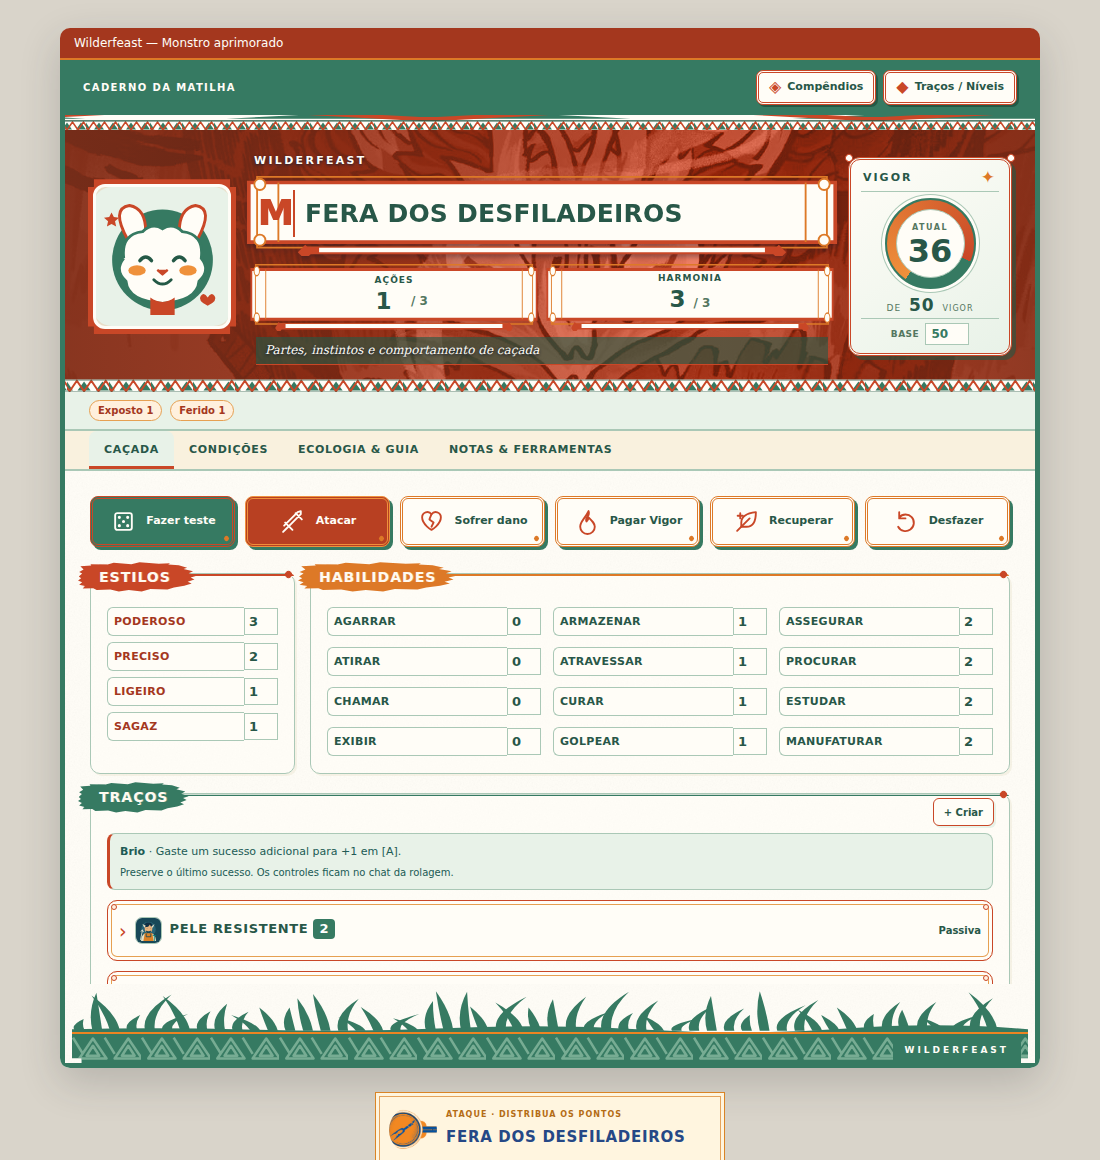 Wilderfeast — Monstro aprimorado
CADERNO DA MATILHA
Compêndios
Traços / Níveis
WILDERFEAST
M FERA DOS DESFILADEIROS
AÇÕES
1 / 3
HARMONIA
3 / 3
Partes, instintos e comportamento de caçada
VIGOR
ATUAL
36
DE 50 VIGOR
BASE 50
Exposto 1
Ferido 1
CAÇADA
CONDIÇÕES
ECOLOGIA & GUIA
NOTAS & FERRAMENTAS
Fazer teste
Atacar
Sofrer dano
Pagar Vigor
Recuperar
Desfazer
ESTILOS
PODEROSO 3
PRECISO 2
LIGEIRO 1
SAGAZ 1
HABILIDADES
AGARRAR 0
ARMAZENAR 1
ASSEGURAR 2
ATIRAR 0
ATRAVESSAR 1
PROCURAR 2
CHAMAR 0
CURAR 1
ESTUDAR 2
EXIBIR 0
GOLPEAR 1
MANUFATURAR 2
TRAÇOS
+ Criar
Brio · Gaste um sucesso adicional para +1 em [A].
Preserve o último sucesso. Os controles ficam no chat da rolagem.
PELE RESISTENTE 2
Passiva
WILDERFEAST
ATAQUE · DISTRIBUA OS PONTOS
FERA DOS DESFILADEIROS